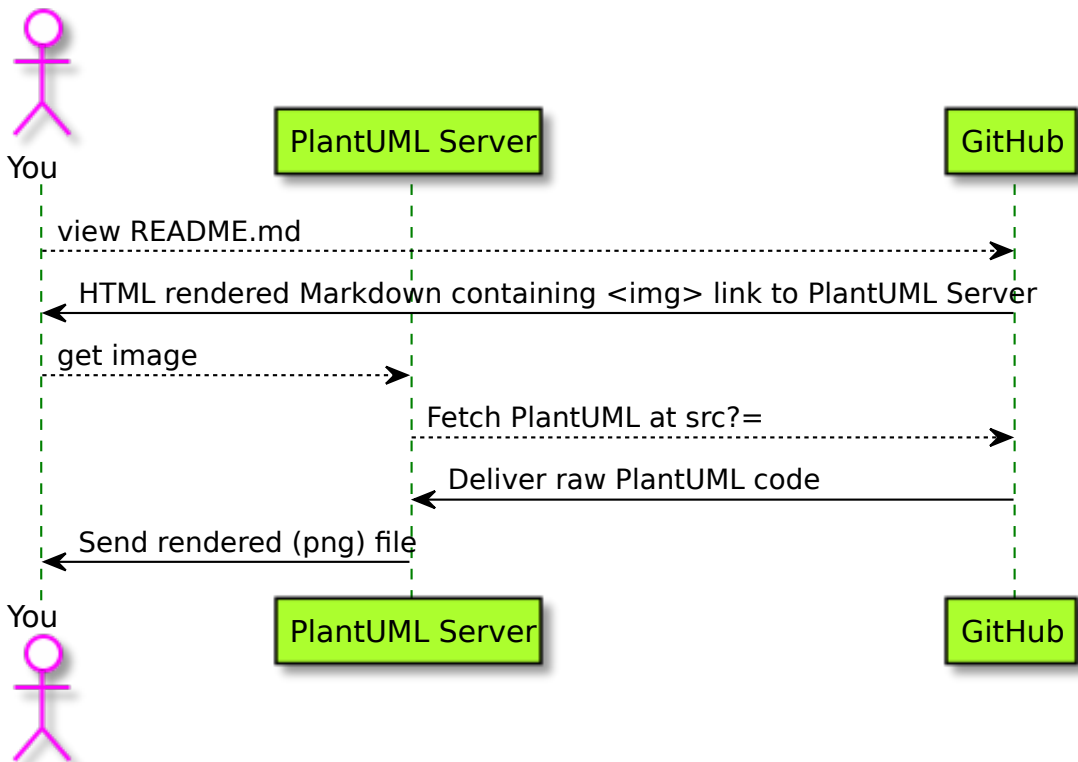 You
PlantUML Server
GitHub
view README.md
HTML rendered Markdown containing <img> link to PlantUML Server
get image
Fetch PlantUML at src?=
Deliver raw PlantUML code
Send rendered (png) file
You
PlantUML Server
GitHub